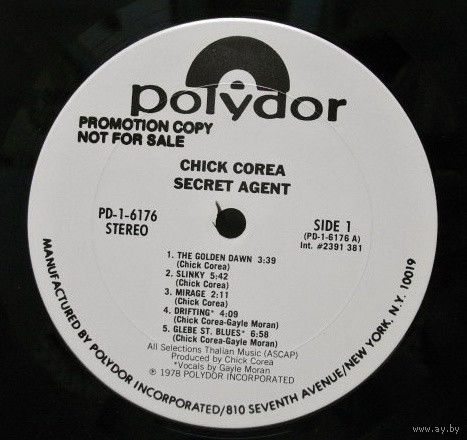 polydor
PROMOTION COPY
NOT FOR SALE
CHICK COREA
SECRET AGENT
PD-1-6176
STEREO
SIDE 1
(PD-1-6176 A)
Int. #2391 381
1. THE GOLDEN DAWN 3:39
(Chick Corea)
2. SLINKY 5:42
(Chick Corea)
3. MIRAGE 2:11
(Chick Corea)
4. DRIFTING* 4:09
(Chick Corea-Gayle Moran)
5. GLEBE ST. BLUES* 6:58
(Chick Corea-Gayle Moran)
All Selections Thalian Music (ASCAP)
Produced by Chick Corea
*Vocals by Gayle Moran
℗ 1978 POLYDOR INCORPORATED
MANUFACTURED BY POLYDOR INCORPORATED/810 SEVENTH AVENUE/NEW YORK, N.Y. 10019
www.ay.by